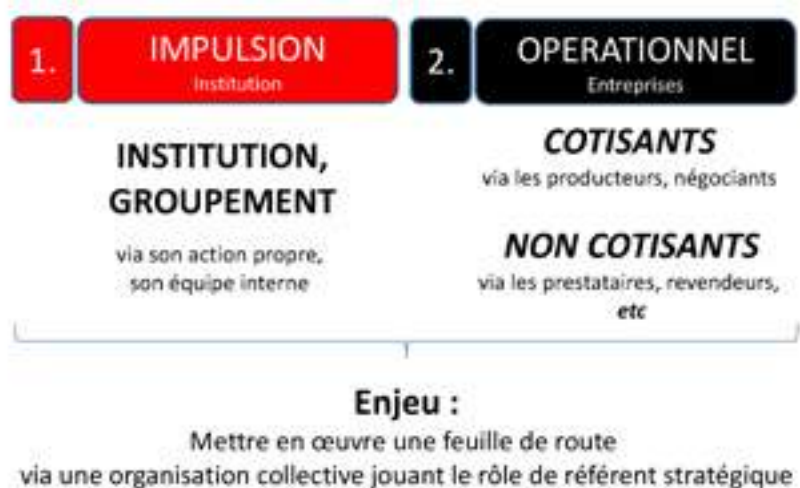 1.
IMPULSION
Institution
2.
OPERATIONNEL
Entreprises
INSTITUTION,
GROUPEMENT
via son action propre,
son équipe interne
COTISANTS
via les producteurs, négociants
NON COTISANTS
via les prestataires, revendeurs,
etc
Enjeu :
Mettre en œuvre une feuille de route
via une organisation collective jouant le rôle de référent stratégique